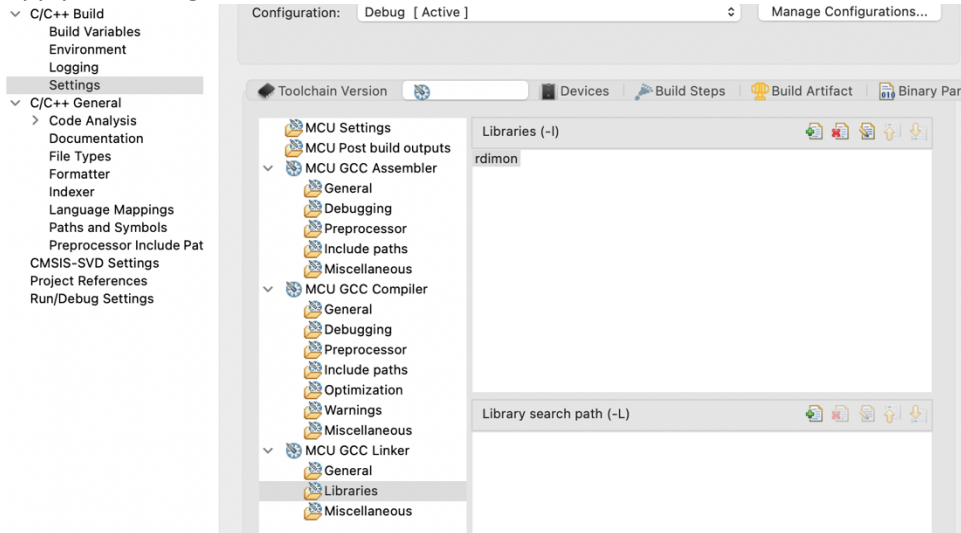 C/C++ Build
Build Variables
Environment
Logging
Settings
C/C++ General
Code Analysis
Documentation
File Types
Formatter
Indexer
Language Mappings
Paths and Symbols
Preprocessor Include Pat
CMSIS-SVD Settings
Project References
Run/Debug Settings
Configuration: Debug [ Active ] Manage Configurations...
Toolchain Version Devices Build Steps Build Artifact Binary Par
MCU Settings
MCU Post build outputs
MCU GCC Assembler
General
Debugging
Preprocessor
Include paths
Miscellaneous
MCU GCC Compiler
General
Debugging
Preprocessor
Include paths
Optimization
Warnings
Miscellaneous
MCU GCC Linker
General
Libraries
Miscellaneous
Libraries (-l)
rdimon
Library search path (-L)